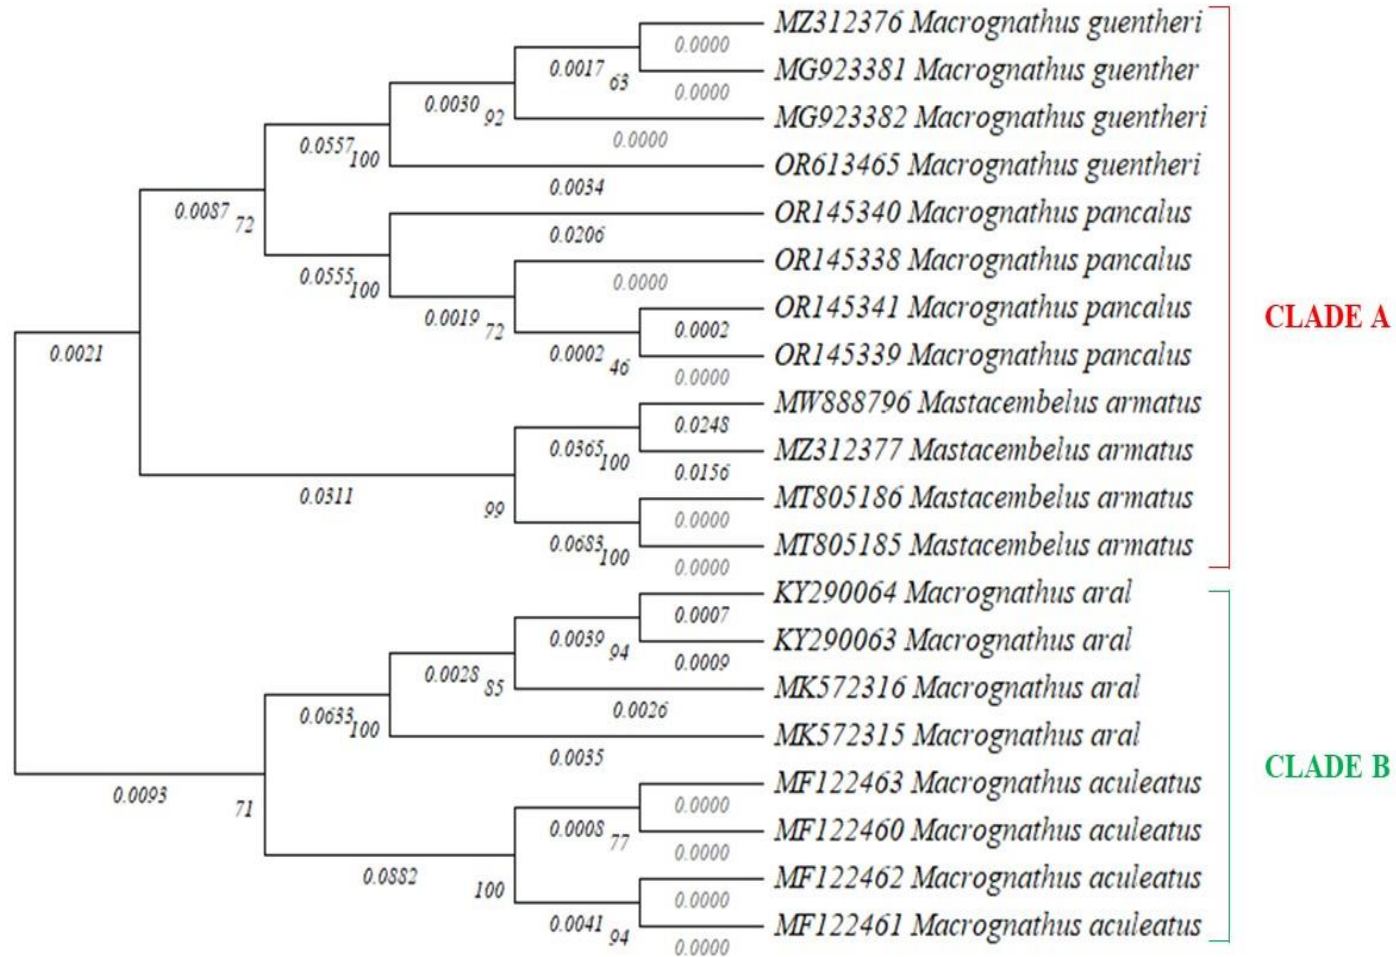 MZ312376 Macrognathus guentheri
0.0000
0.0017
63
MG923381 Macrognathus guenther
0.0000
0.0030
92
MG923382 Macrognathus guentheri
0.0000
0.0557
100
OR613465 Macrognathus guentheri
0.0034
0.0087
72
OR145340 Macrognathus pancalus
0.0206
0.0555
100
OR145338 Macrognathus pancalus
0.0000
0.0019
72
OR145341 Macrognathus pancalus
CLADE A
0.0002
0.0021
0.0002
46
OR145339 Macrognathus pancalus
0.0000
MW888796 Mastacembelus armatus
0.0248
0.0365
100
MZ312377 Mastacembelus armatus
0.0156
0.0311
99
MT805186 Mastacembelus armatus
0.0000
0.0683
100
MT805185 Mastacembelus armatus
0.0000
KY290064 Macrognathus aral
0.0007
0.0039
94
KY290063 Macrognathus aral
0.0009
0.0028
85
MK572316 Macrognathus aral
0.0026
0.0633
100
MK572315 Macrognathus aral
0.0035
CLADE B
MF122463 Macrognathus aculeatus
0.0000
0.0093
71
0.0008
77
MF122460 Macrognathus aculeatus
0.0000
0.0882
100
MF122462 Macrognathus aculeatus
0.0000
0.0041
94
MF122461 Macrognathus aculeatus
0.0000